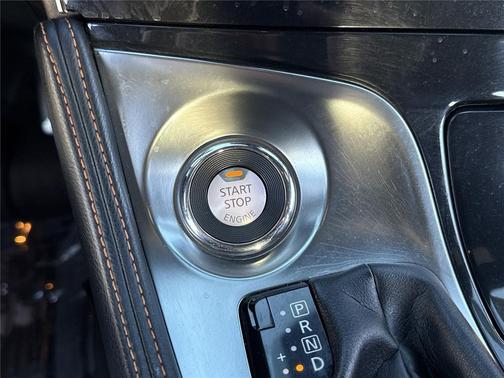 START
STOP
ENGINE
P
R
N
+ D